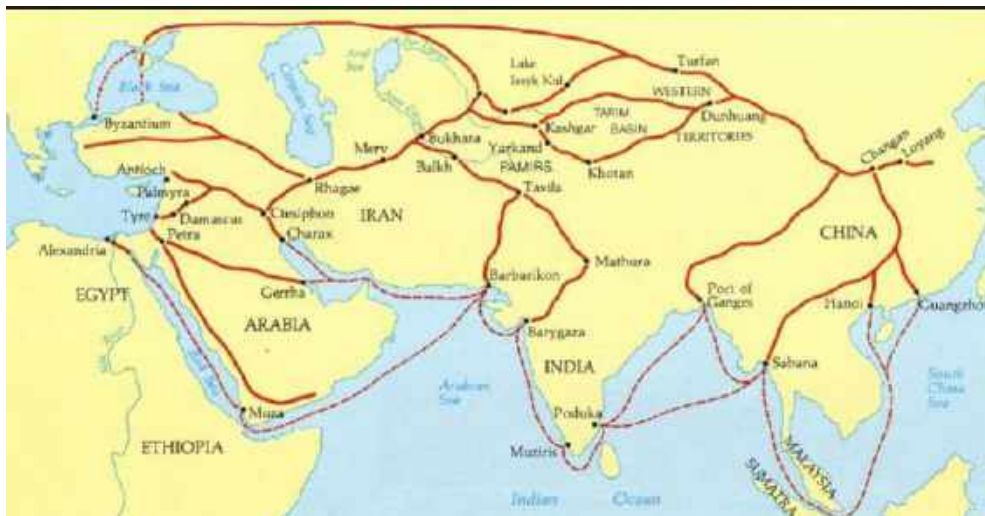 Black Sea
Byzantium
Caspian Sea
Aral
Sea
Lake
Issyk Kul
Turfan
WESTERN
Dunhuang
TARIM
BASIN
TERRITORIES
Kashgar
Yarkand
PAMIRS
Khotan
Bukhara
Balkh
Merv
Rhagae
Taxila
Changan
Loyang
Antioch
Palmyra
Tyre
Damascus
Ctesiphon
IRAN
Petra
Charax
Alexandria
EGYPT
Gerrha
ARABIA
Red Sea
Muza
ETHIOPIA
Barbarikon
Mathura
Barygaza
INDIA
Arabian
Sea
Poduka
Muziris
Indian Ocean
CHINA
Port of
Ganges
Hanoi
Guangzho
Sabana
South
China
Sea
MALAYSIA
SUMATRA